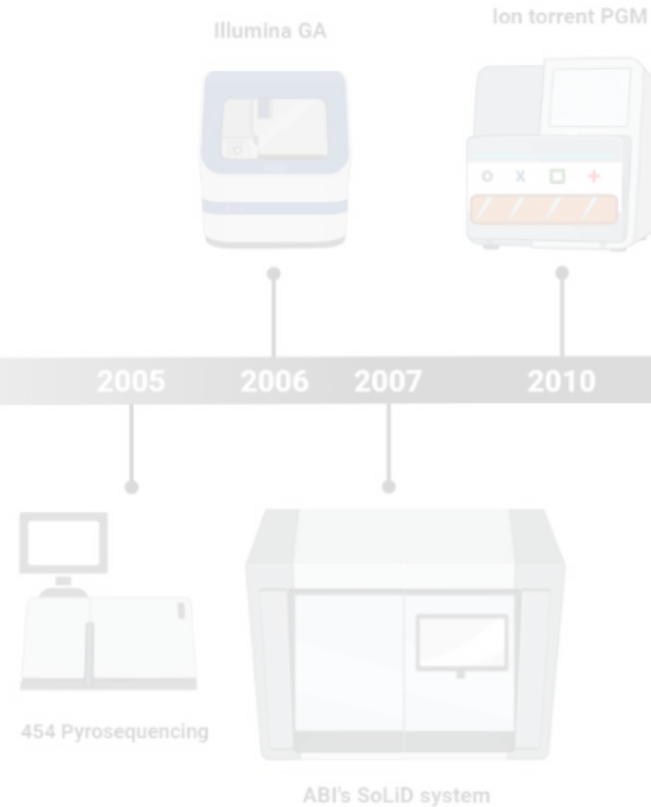 Illumina GA
Ion torrent PGM
2005 2006 2007 2010
454 Pyrosequencing
ABI's SoLiD system